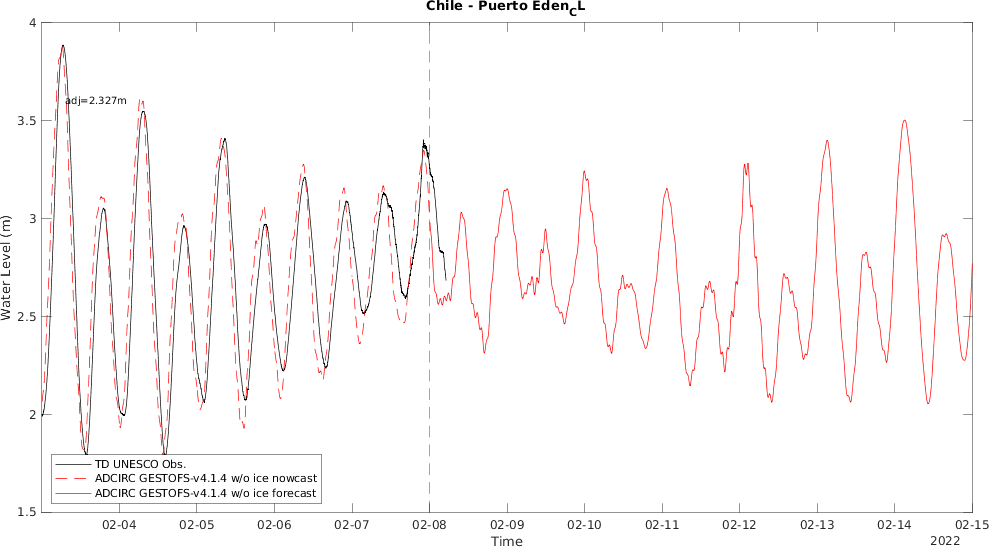 Chile - Puerto Eden_CL
4
3.5
3
2.5
2
1.5
Water Level (m)
adj=2.327m
TD UNESCO Obs.
ADCIRC GESTOFS-v4.1.4 w/o ice nowcast
ADCIRC GESTOFS-v4.1.4 w/o ice forecast
02-04 02-05 02-06 02-07 02-08 02-09 02-10 02-11 02-12 02-13 02-14 02-15
Time
2022